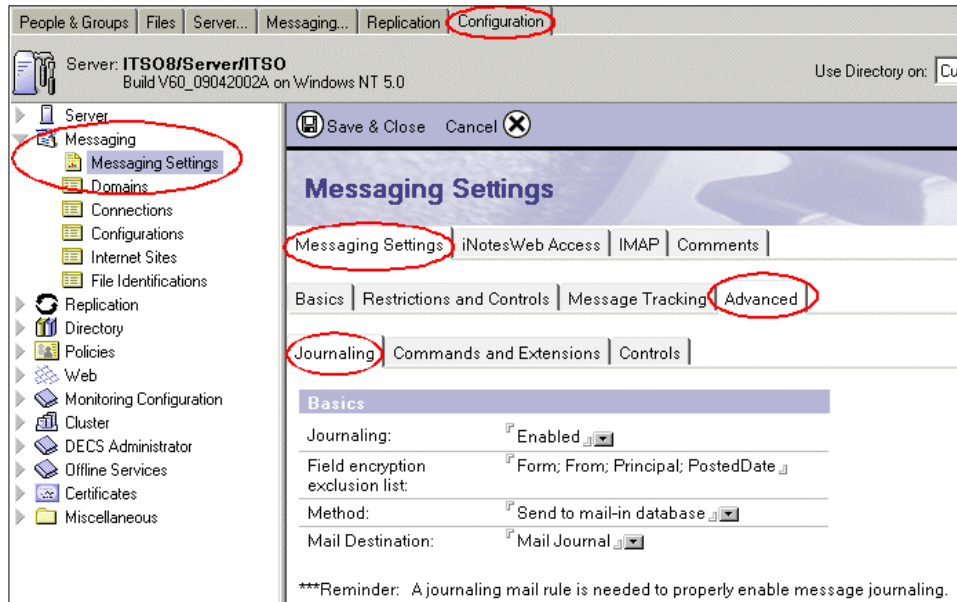 People & Groups Files Server... Messaging... Replication Configuration
Server: ITSO8/Server/ITSO
Build V60_09042002A on Windows NT 5.0
Use Directory on: Cu
Server
Messaging
Messaging Settings
Domains
Connections
Configurations
Internet Sites
File Identifications
Replication
Directory
Policies
Web
Monitoring Configuration
Cluster
DECS Administrator
Offline Services
Certificates
Miscellaneous
Save & Close Cancel
Messaging Settings
Messaging Settings iNotesWeb Access IMAP Comments
Basics Restrictions and Controls Message Tracking Advanced
Journaling Commands and Extensions Controls
Basics
Journaling: Enabled
Field encryption Form; From; Principal; PostedDate
exclusion list:
Method: Send to mail-in database
Mail Destination: Mail Journal
***Reminder: A journaling mail rule is needed to properly enable message journaling.